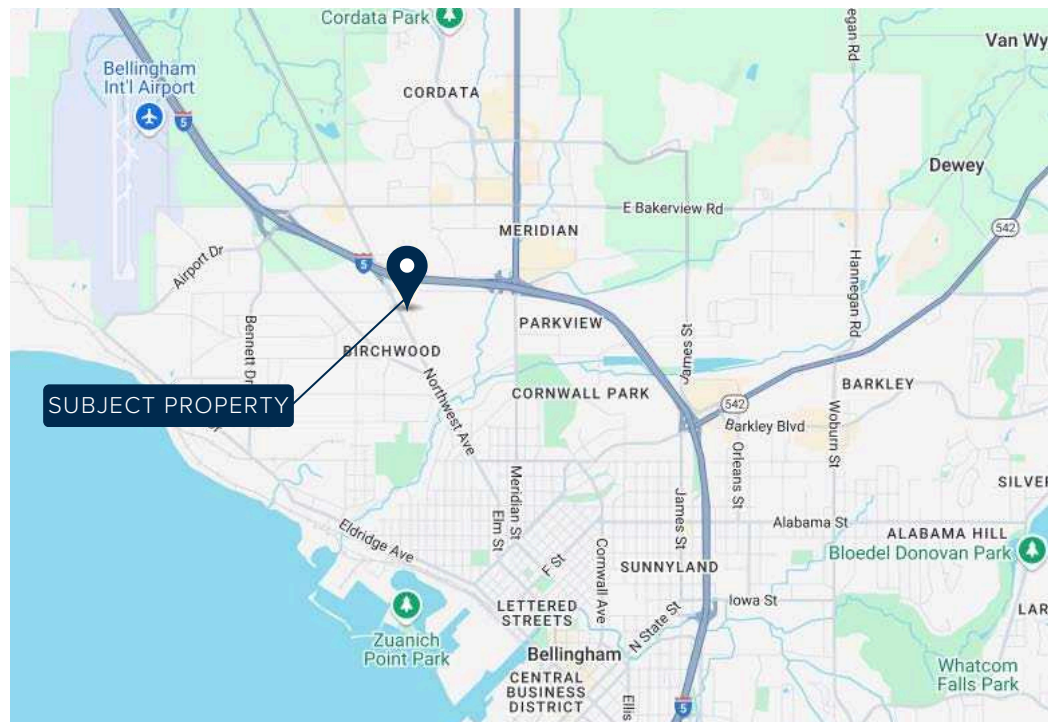 Cordata Park
egan Rd
Van Wy
Bellingham
Int'l Airport
CORDATA
5
Dewey
E Bakerview Rd
542
MERIDIAN
Airport Dr
5
Hannegan Rd
Bennett Dr
PARKVIEW
James St
BIRCHWOOD
Northwest Ave
SUBJECT PROPERTY
CORNWALL PARK
BARKLEY
542
Barkley Blvd
Woburn St
Orleans St
Meridian St
Elm St
James St
SILVER
Eldridge Ave
Alabama St
ALABAMA HILL
Bloedel Donovan Park
F St
Cornwall Ave
SUNNYLAND
Iowa St
LETTERED
STREETS
N State St
LAR
Zuanich
Point Park
Bellingham
Whatcom
Falls Park
CENTRAL
BUSINESS
DISTRICT
Ellis
5